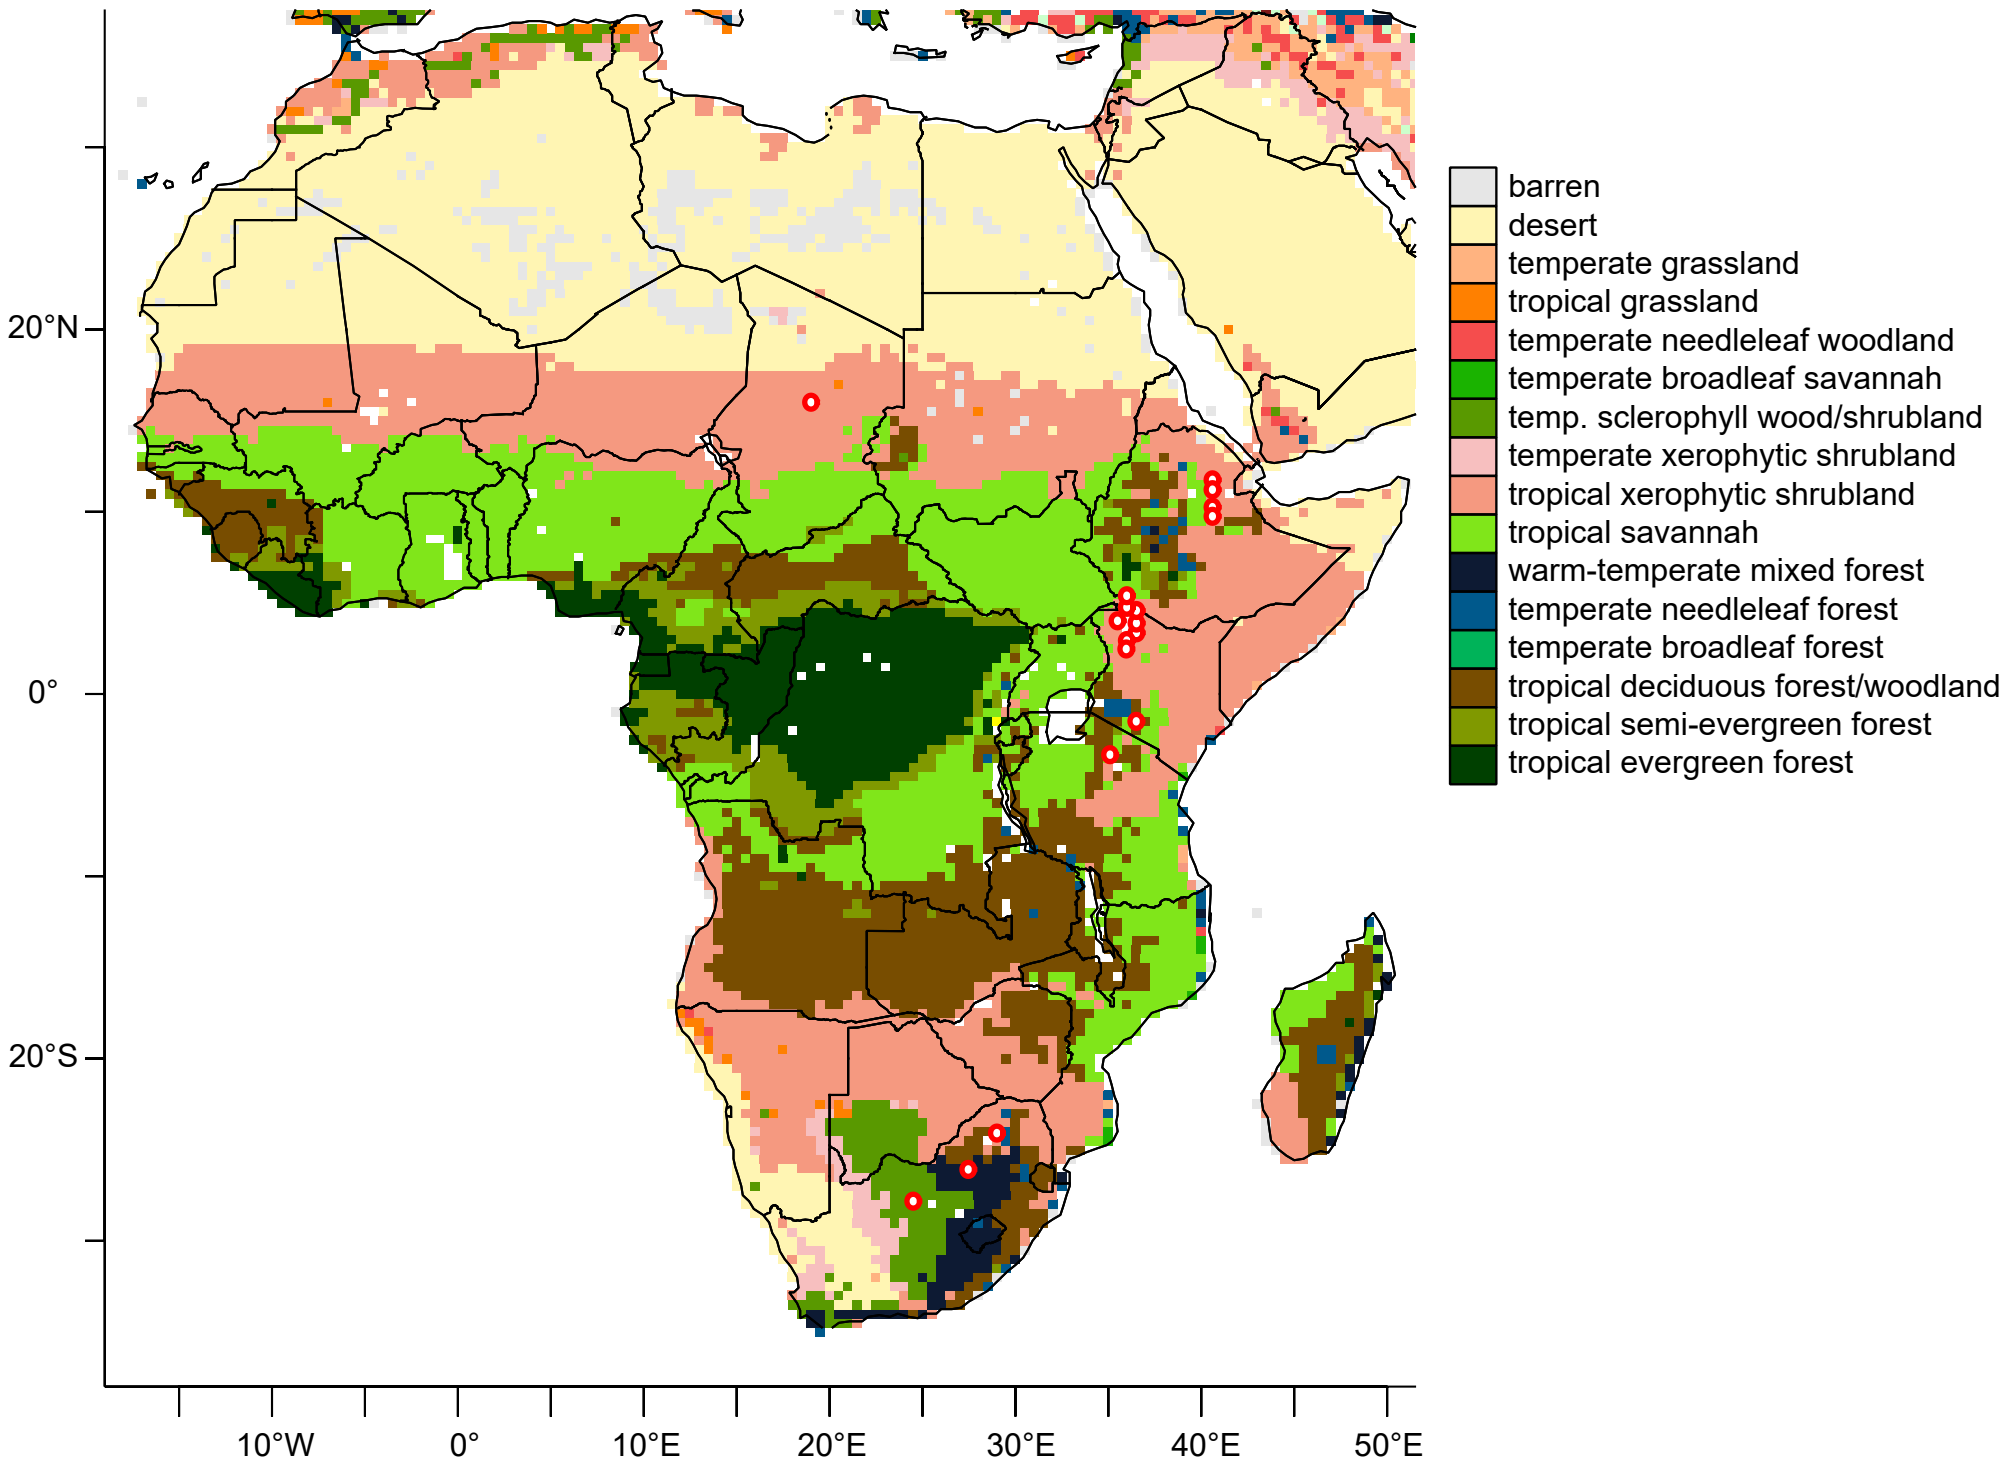 barren
desert
temperate grassland
tropical grassland
temperate needleleaf woodland
temperate broadleaf savannah
temp. sclerophyll wood/shrubland
temperate xerophytic shrubland
tropical xerophytic shrubland
tropical savannah
warm-temperate mixed forest
temperate needleleaf forest
temperate broadleaf forest
tropical deciduous forest/woodland
tropical semi-evergreen forest
tropical evergreen forest
20°N
0°
20°S
10°W 0° 10°E 20°E 30°E 40°E 50°E